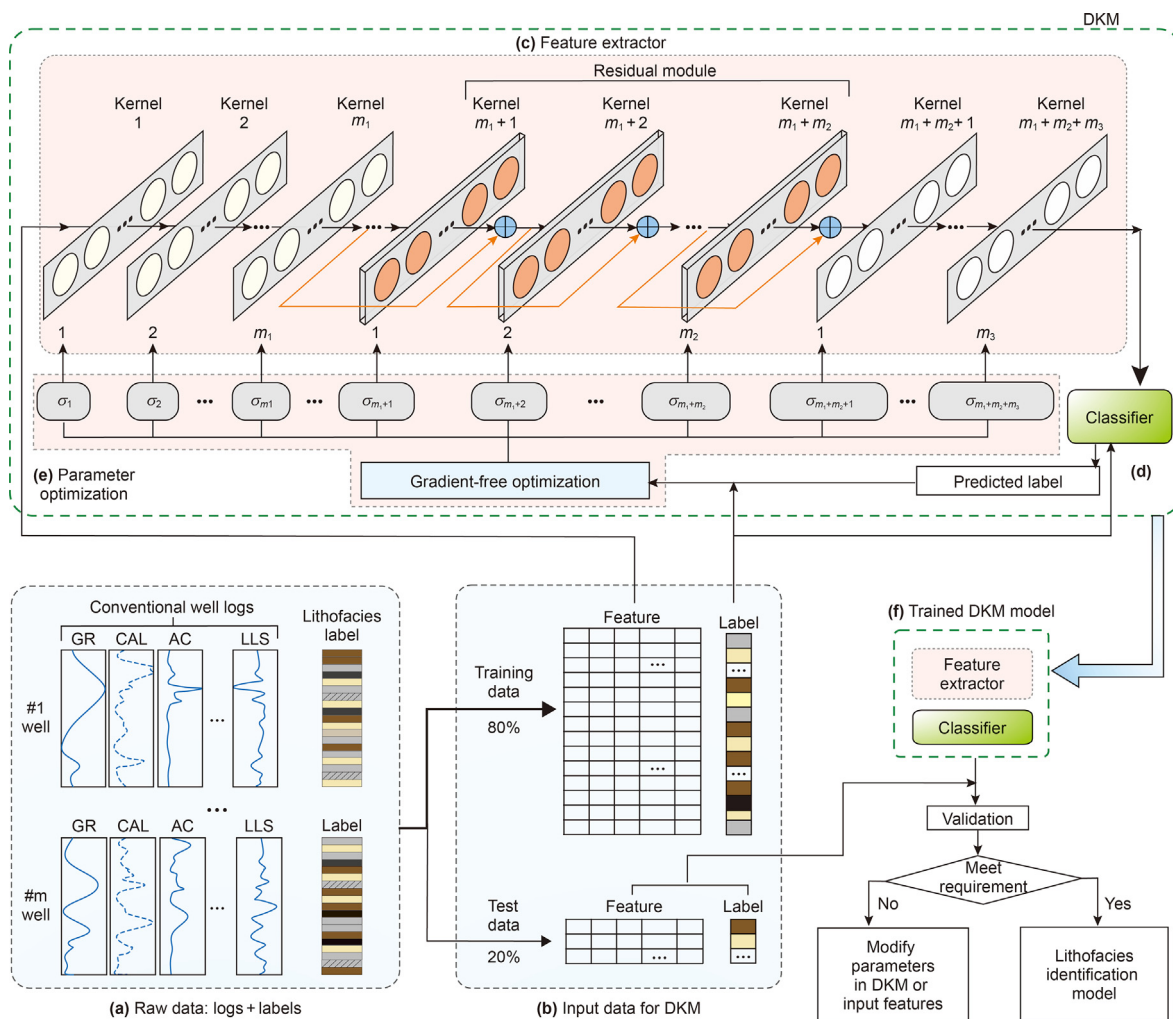 DKM
(c) Feature extractor
Residual module
Kernel 1
Kernel 2
Kernel m₁
Kernel m₁ + 1
Kernel m₁ + 2
Kernel m₁ + m₂
Kernel m₁ + m₂ + 1
Kernel m₁ + m₂ + m₃
1 2 m₁ 1 2 m₂ 1 m₃
σ₁ σ₂ ••• σm1 ••• σm₁+1 σm₁+2 ••• σm₁+m₂ σm₁+m₂+1 ••• σm₁+m₂+m₃
Classifier
(d)
(e) Parameter
optimization
Gradient-free optimization
Predicted label
Conventional well logs
Lithofacies
label
GR CAL AC LLS
#1
well
•••
•••
GR CAL AC LLS Label
#m
well
•••
(a) Raw data: logs + labels
Feature
Label
Training
data
80%
•••
•••
•••
•••
Test
data
20%
Feature
Label
•••
•••
(b) Input data for DKM
(f) Trained DKM model
Feature
extractor
Classifier
Validation
Meet
requirement
No
Yes
Modify
parameters
in DKM or
input features
Lithofacies
identification
model